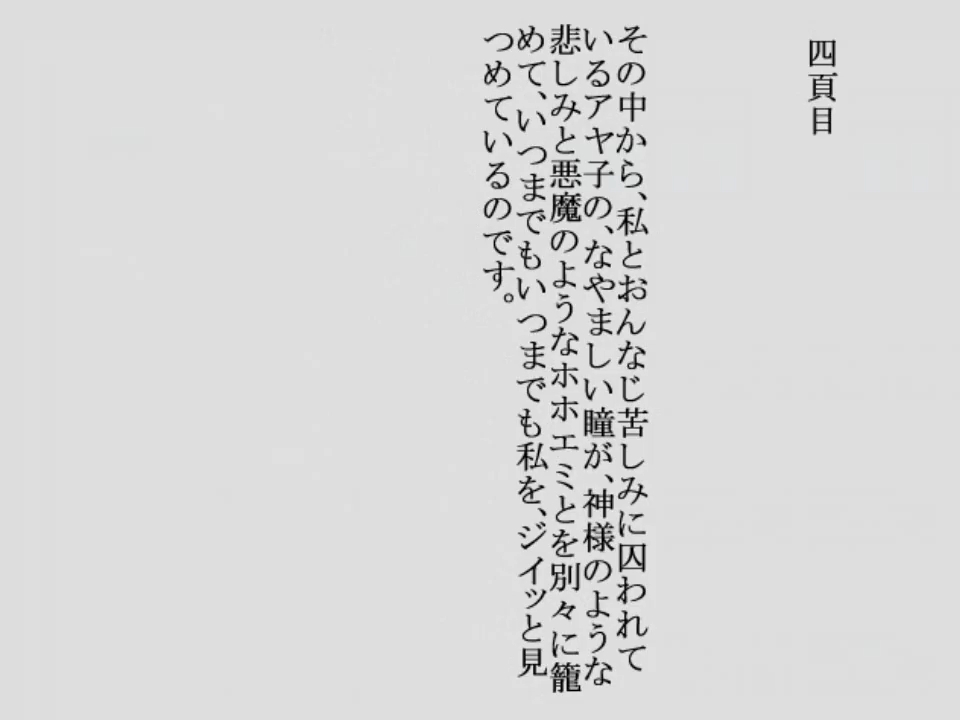 四頁目
その中から、私とおんなじ苦しみに囚われて
いるアヤ子の、なやましい瞳が、神様のような
悲しみと悪魔のようなホホエミとを別々に籠
めて、いつまでもいつまでも私を、ジイッと見
つめているのです。